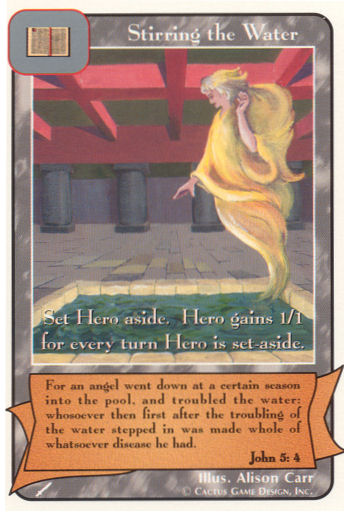 Stirring the Water
Set Hero aside. Hero gains 1/1
for every turn Hero is set-aside.
For an angel went down at a certain season
into the pool, and troubled the water:
whosoever then first after the troubling of
the water stepped in was made whole of
whatsoever disease he had.
John 5: 4
Illus. Alison Carr
© Cactus Game Design, Inc.